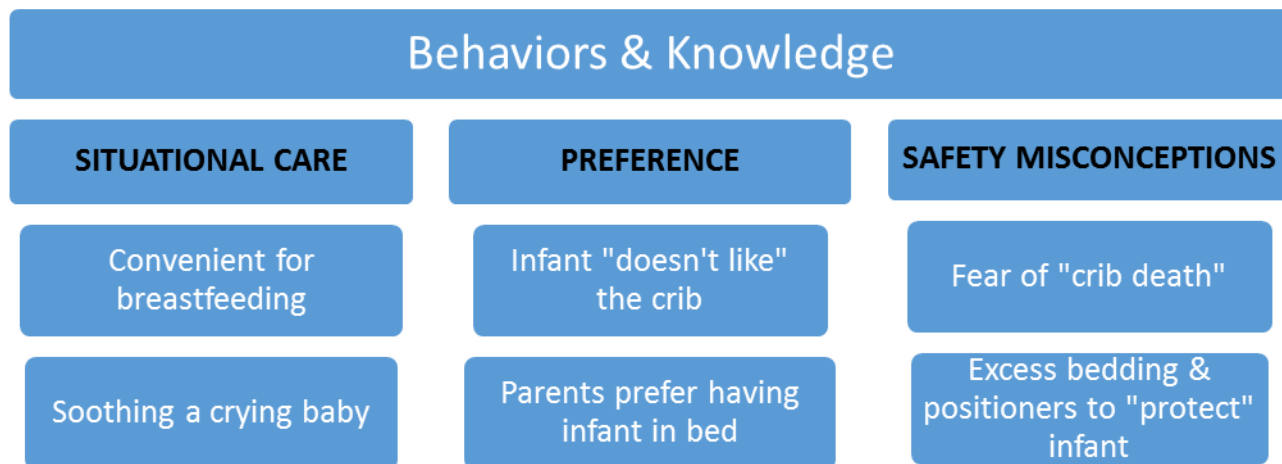 Behaviors & Knowledge
SITUATIONAL CARE
Convenient for
breastfeeding
Soothing a crying baby
PREFERENCE
Infant "doesn't like"
the crib
Parents prefer having
infant in bed
SAFETY MISCONCEPTIONS
Fear of "crib death"
Excess bedding &
positioners to "protect"
infant